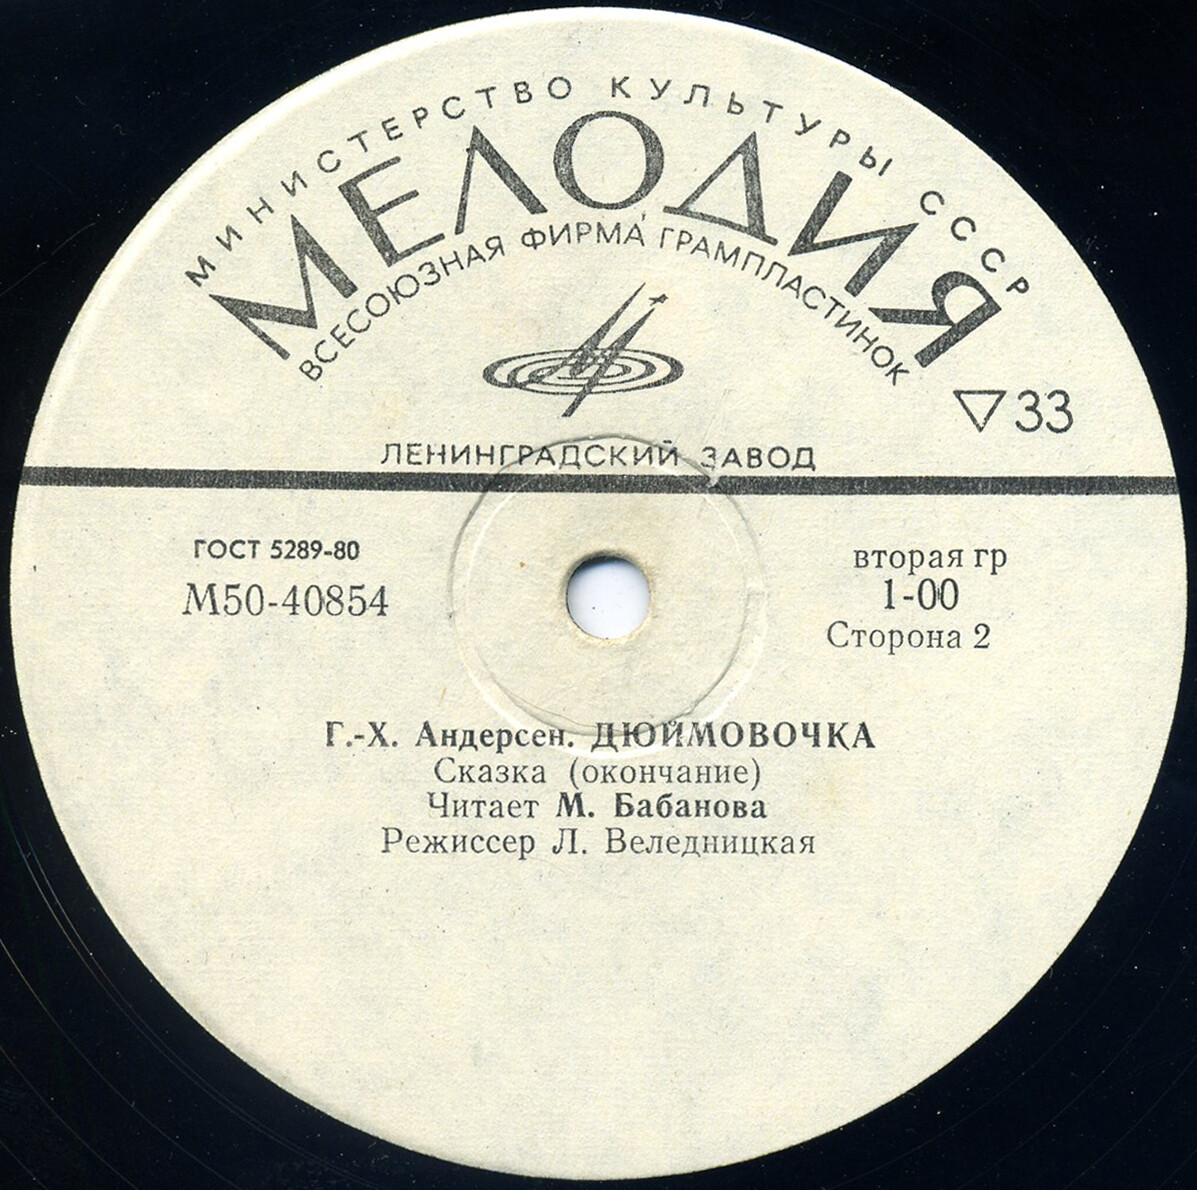 МИНИСТЕРСТВО КУЛЬТУРЫ СССР
МЕЛОДИЯ
ВСЕСОЮЗНАЯ ФИРМА ГРАМПЛАСТИНОК
▽33
ЛЕНИНГРАДСКИЙ ЗАВОД
ГОСТ 5289-80
М50-40854
вторая гр
1-00
Сторона 2
Г.-Х. Андерсен. ДЮЙМОВОЧКА
Сказка (окончание)
Читает М. Бабанова
Режиссер Л. Веледницкая